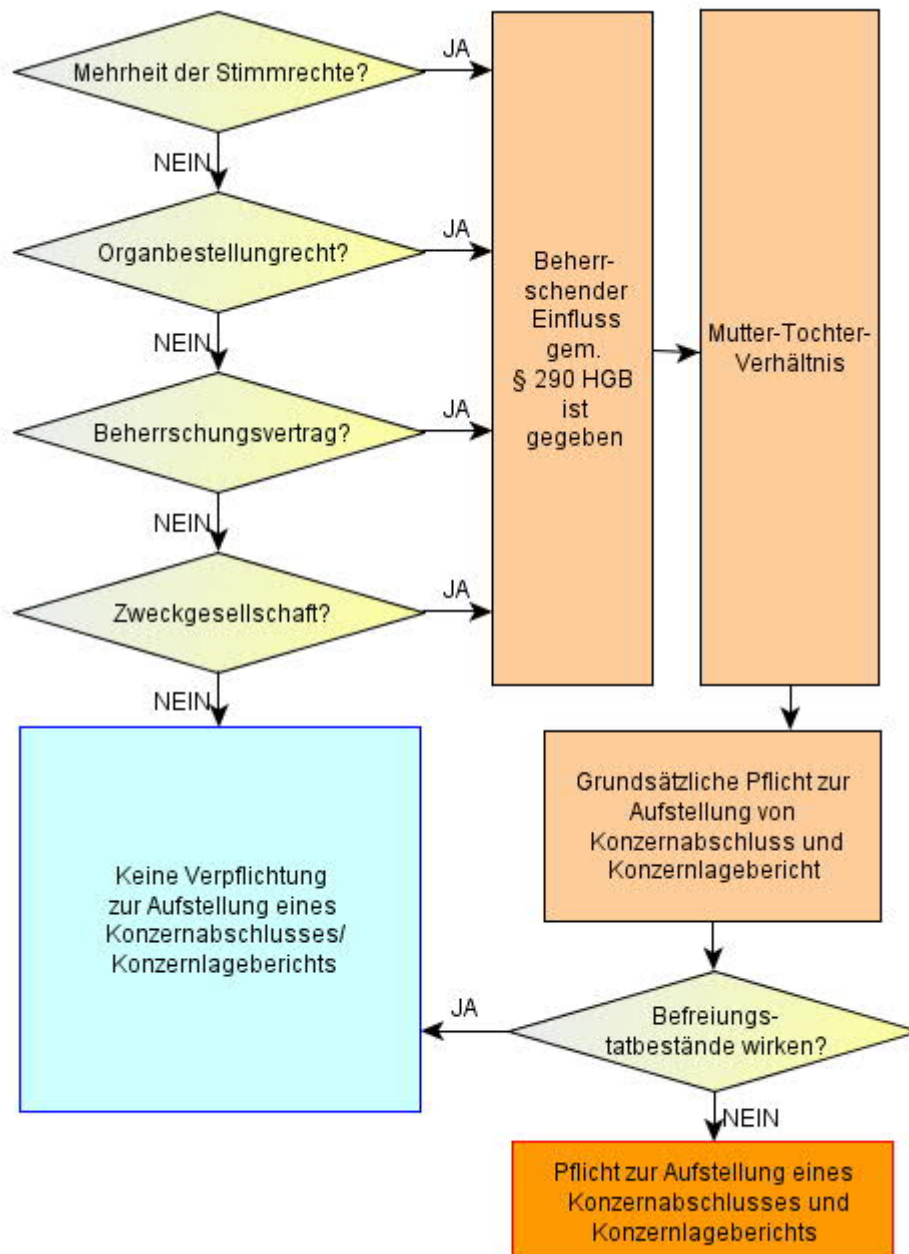 Mehrheit der Stimmrechte?
JA
NEIN
Organbestellungrecht?
JA
NEIN
Beherrschungsvertrag?
JA
NEIN
Zweckgesellschaft?
JA
NEIN
Beherr-
schender
Einfluss
gem.
§ 290 HGB
ist
gegeben
Mutter-Tochter-
Verhältnis
Grundsätzliche Pflicht zur
Aufstellung von
Konzernabschluss und
Konzernlagebericht
Keine Verpflichtung
zur Aufstellung eines
Konzernabschlusses/
Konzernlageberichts
JA
Befreiungs-
tatbestände wirken?
NEIN
Pflicht zur Aufstellung eines
Konzernabschlusses und
Konzernlageberichts